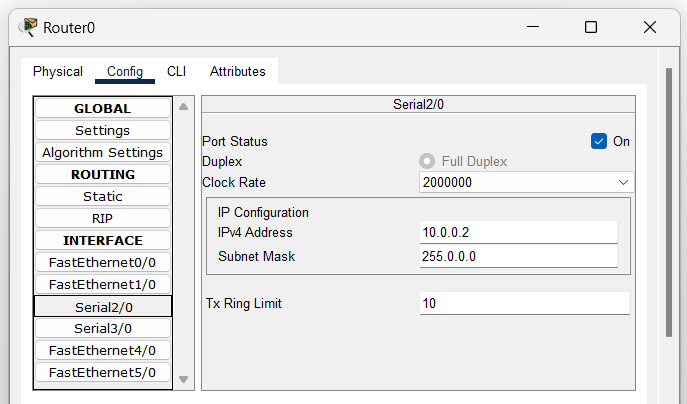 Router0
Physical Config CLI Attributes
GLOBAL
Settings
Algorithm Settings
ROUTING
Static
RIP
INTERFACE
FastEthernet0/0
FastEthernet1/0
Serial2/0
Serial3/0
FastEthernet4/0
FastEthernet5/0
Serial2/0
Port Status On
Duplex Full Duplex
Clock Rate 2000000
IP Configuration
IPv4 Address 10.0.0.2
Subnet Mask 255.0.0.0
Tx Ring Limit 10